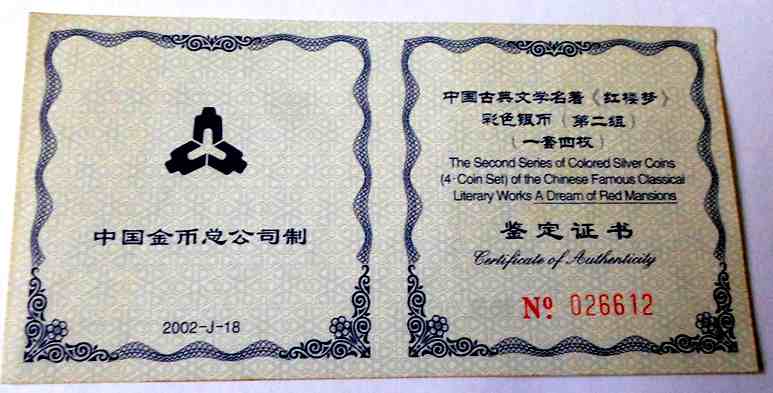 中国金币总公司制
2002-J-18
中国古典文学名著《红楼梦》
彩色银币（第二组）
（一套四枚）
The Second Series of Colored Silver Coins
(4-Coin Set) of the Chinese Famous Classical
Literary Works A Dream of Red Mansions
鉴定证书
Certificate of Authenticity
Nº. 026612